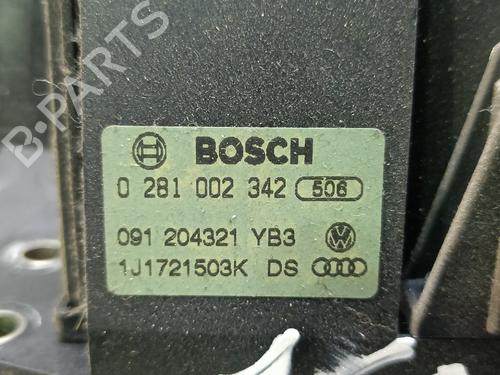 B-PARTS
BOSCH
0 281 002 342 506
091 204321 YB3
1J1721503K DS